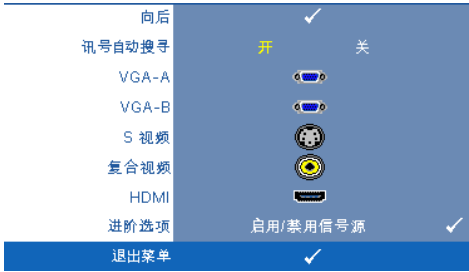 向后
讯号自动搜寻 开 关
VGA-A
VGA-B
S 视频
复合视频
HDMI
进阶选项 启用/禁用信号源
退出菜单